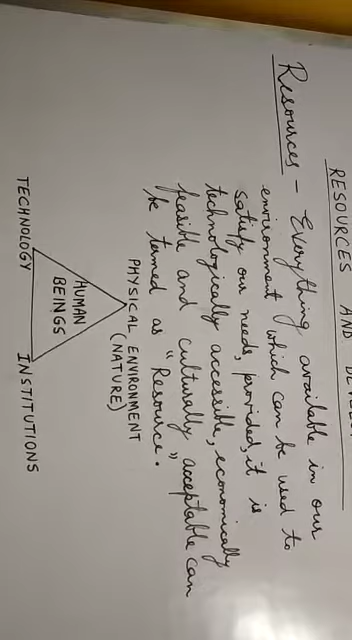 RESOURCES AND
Resources - Everything available in our
environment which can be used to
satisfy our needs, provided, it is
technologically accessible, economically
feasible and culturally acceptable can
be termed as "Resource".
PHYSICAL ENVIRONMENT
(NATURE)
HUMAN
BEINGS
TECHNOLOGY INSTITUTIONS